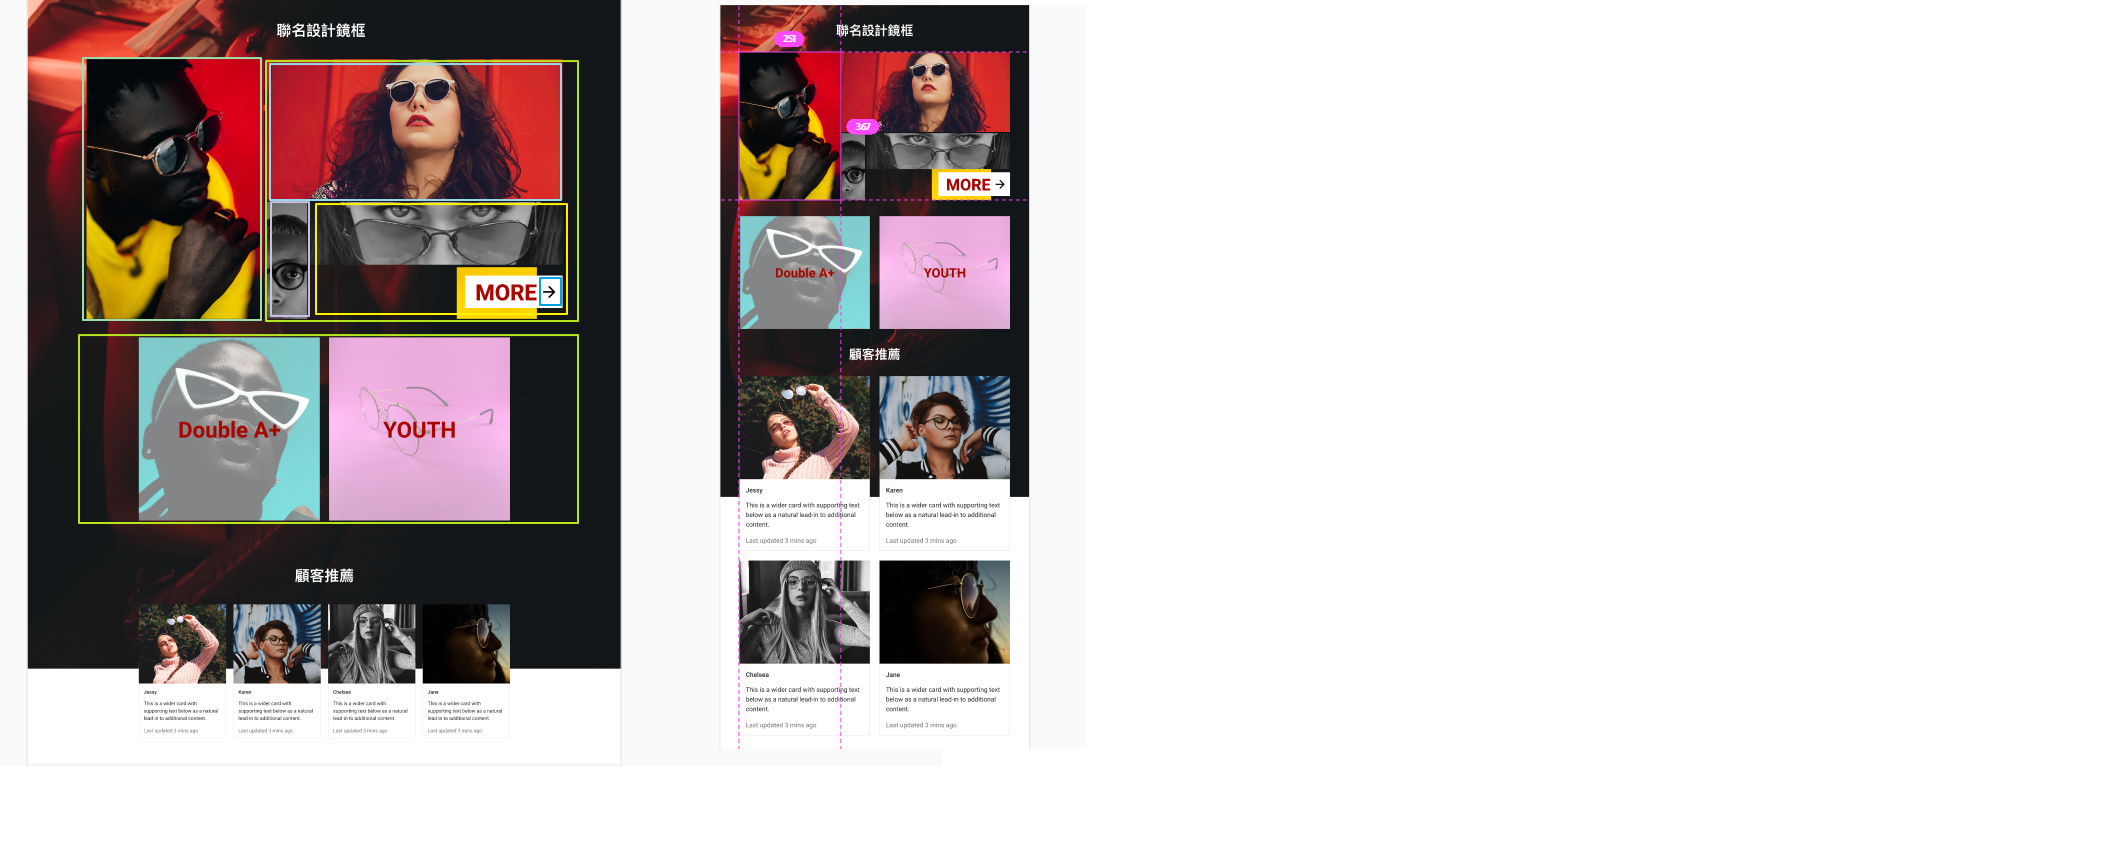 聯名設計鏡框
MORE
Double A+
YOUTH
顧客推薦
Jessy
This is a wider card with
supporting text below as a natural
lead-in to additional content.
Last updated 3 mins ago
Karen
This is a wider card with
supporting text below as a natural
lead-in to additional content.
Last updated 3 mins ago
Chelsea
This is a wider card with
supporting text below as a natural
lead-in to additional content.
Last updated 3 mins ago
Jane
This is a wider card with
supporting text below as a natural
lead-in to additional content.
Last updated 3 mins ago
聯名設計鏡框
251
367
MORE
Double A+
YOUTH
顧客推薦
Jessy
This is a wider card with supporting text
below as a natural lead-in to additional
content.
Last updated 3 mins ago
Karen
This is a wider card with supporting text
below as a natural lead-in to additional
content.
Last updated 3 mins ago
Chelsea
This is a wider card with supporting text
below as a natural lead-in to additional
content.
Last updated 3 mins ago
Jane
This is a wider card with supporting text
below as a natural lead-in to additional
content.
Last updated 3 mins ago